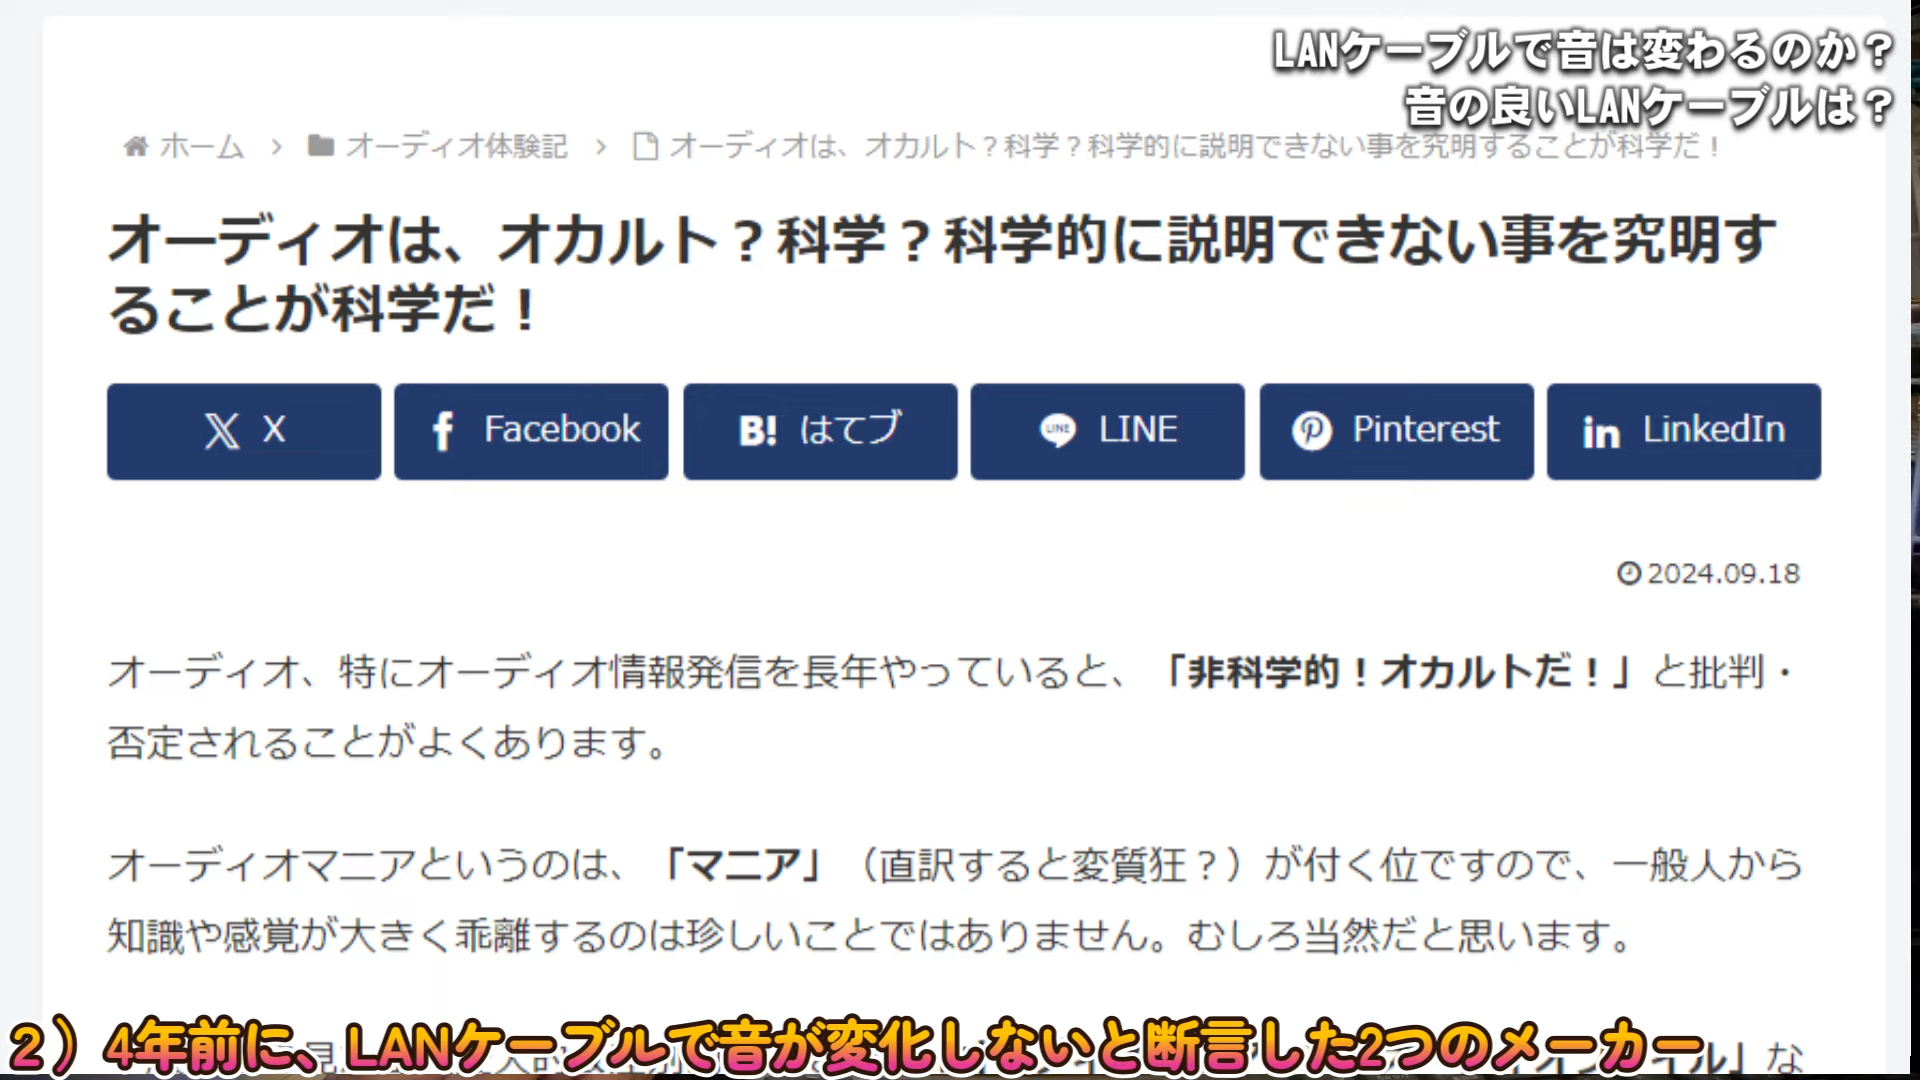 LANケーブルで音は変わるのか？
音の良いLANケーブルは？
ホーム › オーディオ体験記 › オーディオは、オカルト？科学？科学的に説明できない事を究明することが科学だ！
オーディオは、オカルト？科学？科学的に説明できない事を究明す
ることが科学だ！
X Facebook B! はてブ LINE Pinterest LinkedIn
2024.09.18
オーディオ、特にオーディオ情報発信を長年やっていると、「非科学的！オカルトだ！」と批判・
否定されることがよくあります。
オーディオマニアというのは、「マニア」（直訳すると変質狂？）が付く位ですので、一般人から
知識や感覚が大きく乖離するのは珍しいことではありません。むしろ当然だと思います。
2）4年前に、LANケーブルで音が変化しないと断言した2つのメーカー